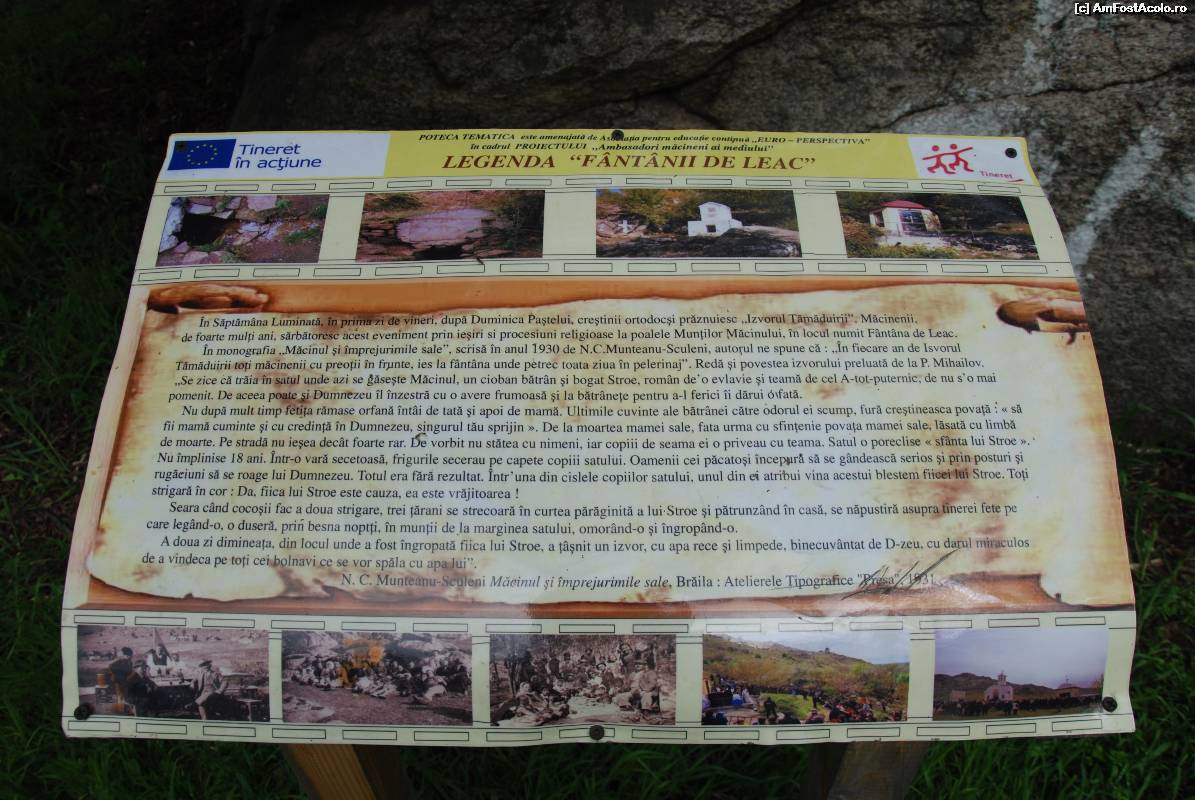 [c] AmFostAcolo.ro
POTECA TEMATICA este amenajată de Asociația pentru educație continuă „EURO – PERSPECTIVA”
în cadrul PROIECTULUI „Ambasadori măcineni ai mediului”
LEGENDA “FÂNTÂNII DE LEAC”
Tineret
în acțiune
Tineret
În Săptămâna Luminată, în prima zi de vineri, după Duminica Paștelui, creștinii ortodocși prăznuiesc „Izvorul Tămăduirii”. Măcinenii,
de foarte mulți ani, sărbătoresc acest eveniment prin ieșiri si procesiuni religioase la poalele Munților Măcinului, în locul numit Fântâna de Leac.
În monografia „Măcinul și împrejurimile sale”, scrisă în anul 1930 de N.C.Munteanu-Sculeni, autorul ne spune că : „În fiecare an de Isvorul
Tămăduirii toți măcinenii cu preoții în frunte, ies la fântâna unde petrec toata ziua în pelerinaj”. Redă și povestea izvorului preluată de la P. Mihailov.
„Se zice că trăia în satul unde azi se găsește Măcinul, un cioban bătrân și bogat Stroe, român de’o evlavie și teamă de cel A-tot-puternic, de nu s’o mai
pomenit. De aceea poate și Dumnezeu îl înzestră cu o avere frumoasă și la bătrânețe pentru a-l ferici îi dărui o fată.
Nu după mult timp fetița rămase orfană întâi de tată și apoi de mamă. Ultimile cuvinte ale bătrânei către odorul ei scump, fură creștineasca povață : « să
fii mamă cuminte și cu credință în Dumnezeu, singurul tău sprijin ». De la moartea mamei sale, fata urma cu sfințenie povața mamei sale, lăsată cu limbă
de moarte. Pe stradă nu ieșea decât foarte rar. De vorbit nu stătea cu nimeni, iar copiii de seama ei o priveau cu teama. Satul o poreclise « sfânta lui Stroe ».
Nu împlinise 18 ani. Într-o vară secetoasă, frigurile secerau pe capete copiii satului. Oamenii cei păcatoși începură să se gândească serios și prin posturi și
rugăeiuni să se roage lui Dumnezeu. Totul era fără rezultat. Într’una din cislele copiilor satului, unul din ei atribui vina acestui blestem fiicei lui Stroe. Toți
strigară în cor : Da, fiica lui Stroe este cauza, ea este vrăjitoarea !
Seara când cocoșii fac a doua strigare, trei țărani se strecoară în curtea părăginită a lui Stroe și pătrunzând în casă, se năpustiră asupra tinerei fete pe
care legând-o, o duseră, prin besna nopții, în munții de la marginea satului, omorând-o și îngropând-o.
A doua zi dimineața, din locul unde a fost îngropată fiica lui Stroe, a țâșnit un izvor, cu apa rece și limpede, binecuvântat de D-zeu, cu darul miraculos
de a vindeca pe toți cei bolnavi ce se vor spăla cu apa lui”.
N. C. Munteanu-Sculeni Măcinul și împrejurimile sale, Brăila : Atelierele Tipografice "Presa", 1931